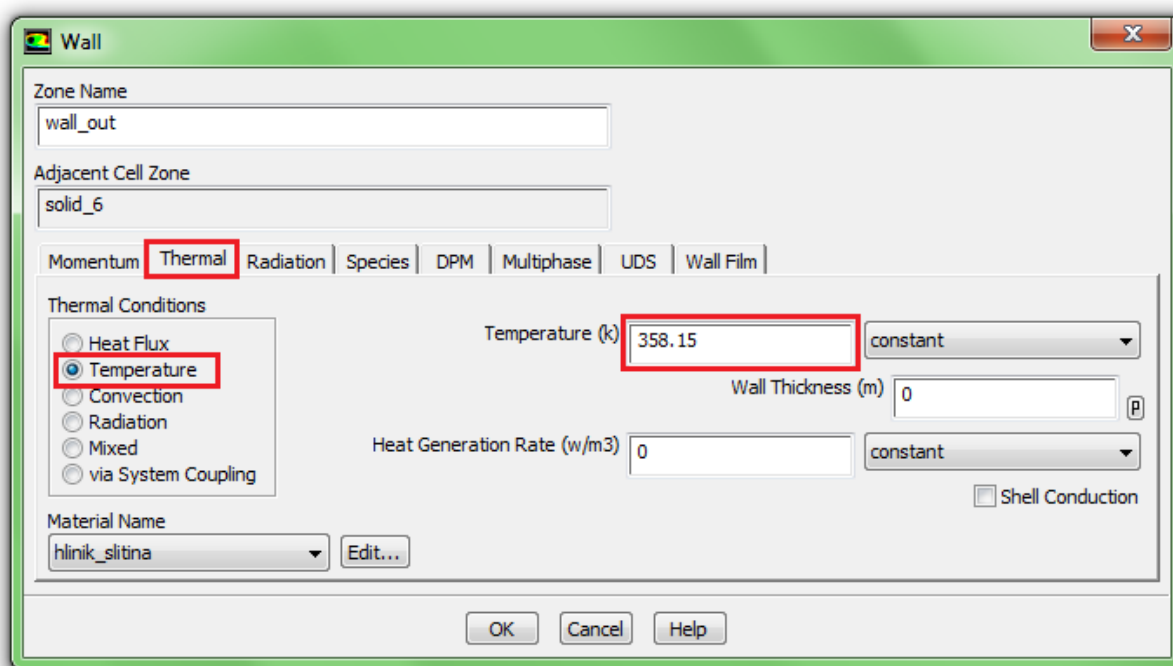 Wall
X
Zone Name
wall_out
Adjacent Cell Zone
solid_6
Momentum Thermal Radiation Species DPM Multiphase UDS Wall Film
Thermal Conditions
Heat Flux
Temperature
Convection
Radiation
Mixed
via System Coupling
Temperature (k) 358.15 constant
Wall Thickness (m) 0 P
Heat Generation Rate (w/m3) 0 constant
Shell Conduction
Material Name
hlinik_slitina Edit...
OK Cancel Help